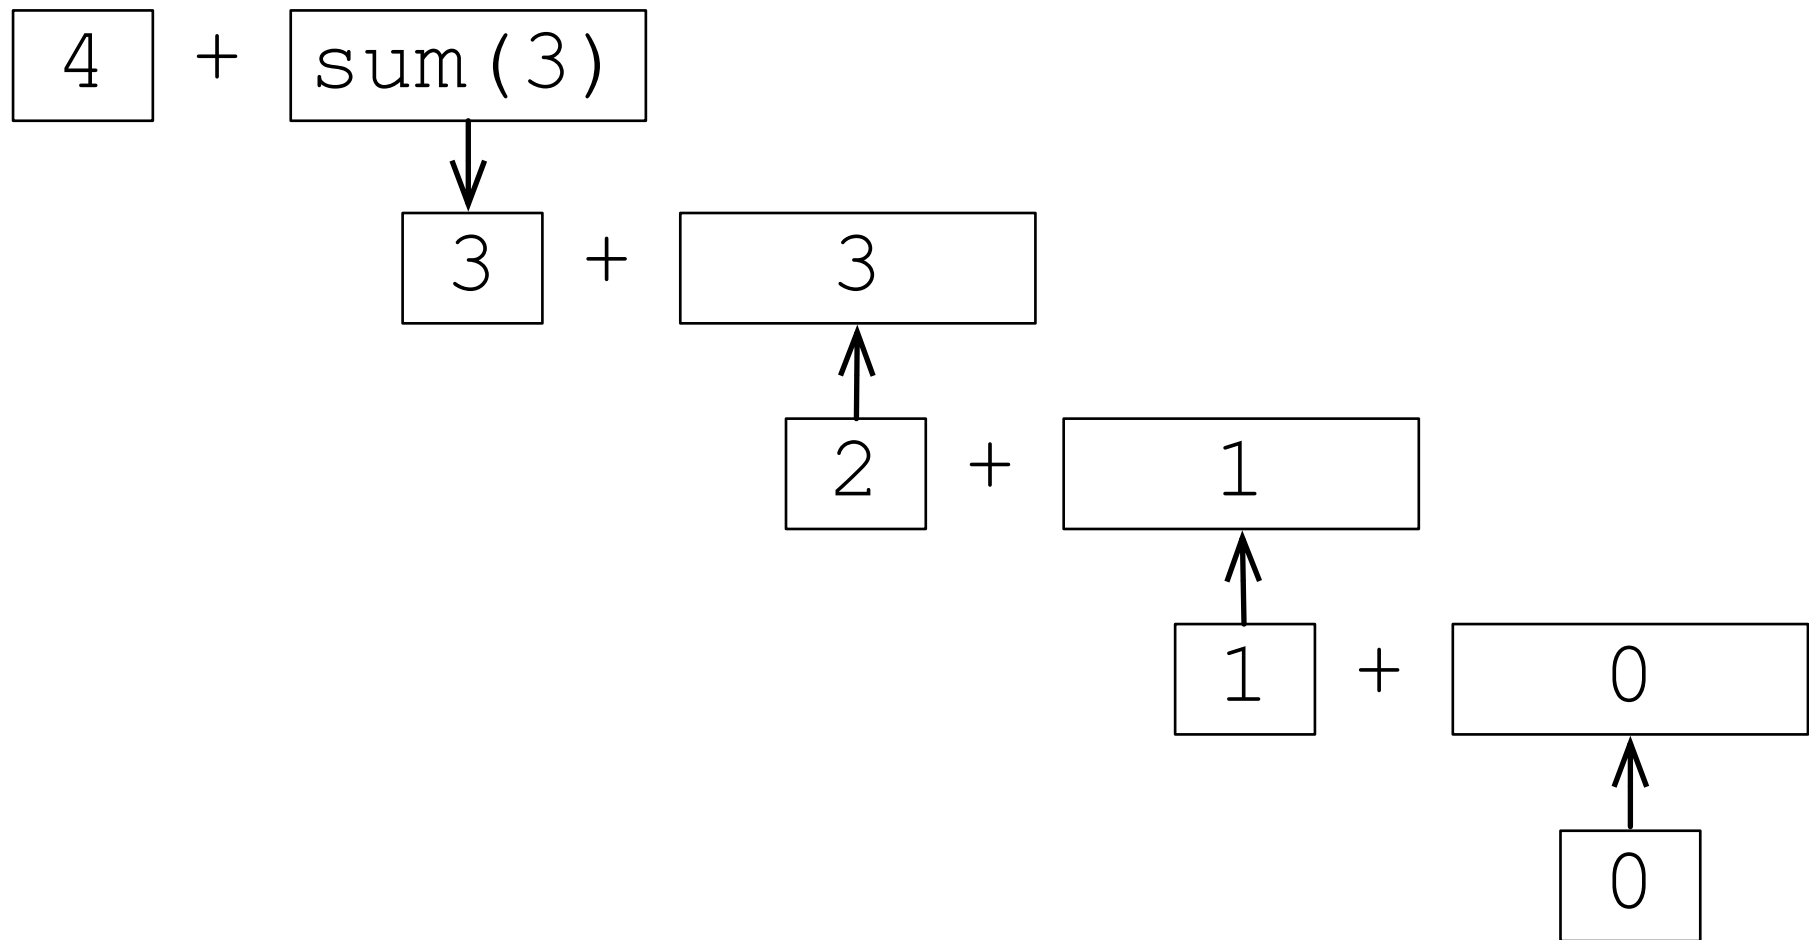 4 + sum(3)
3 + 3
2 + 1
1 + 0
0